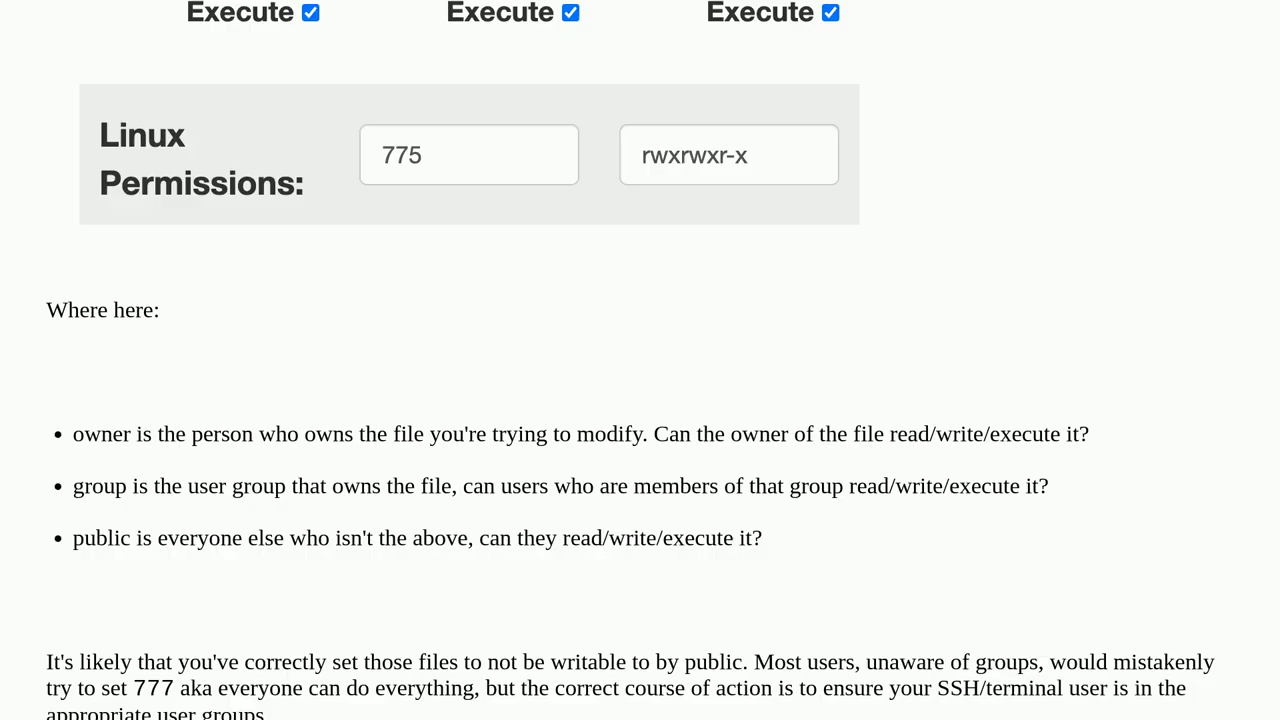 Execute Execute Execute
Linux
Permissions:
775 rwxrwxr-x
Where here:
• owner is the person who owns the file you're trying to modify. Can the owner of the file read/write/execute it?
• group is the user group that owns the file, can users who are members of that group read/write/execute it?
• public is everyone else who isn't the above, can they read/write/execute it?
It's likely that you've correctly set those files to not be writable to by public. Most users, unaware of groups, would mistakenly
try to set 777 aka everyone can do everything, but the correct course of action is to ensure your SSH/terminal user is in the
appropriate user groups